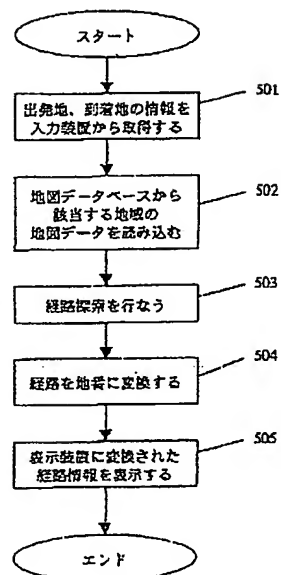 スタート
出発地、到着地の情報を
入力装置から取得する
501
地図データベースから
該当する地域の
地図データを読み込む
502
経路探索を行なう
503
経路を地番に変換する
504
表示装置に変換された
経路情報を表示する
505
エンド